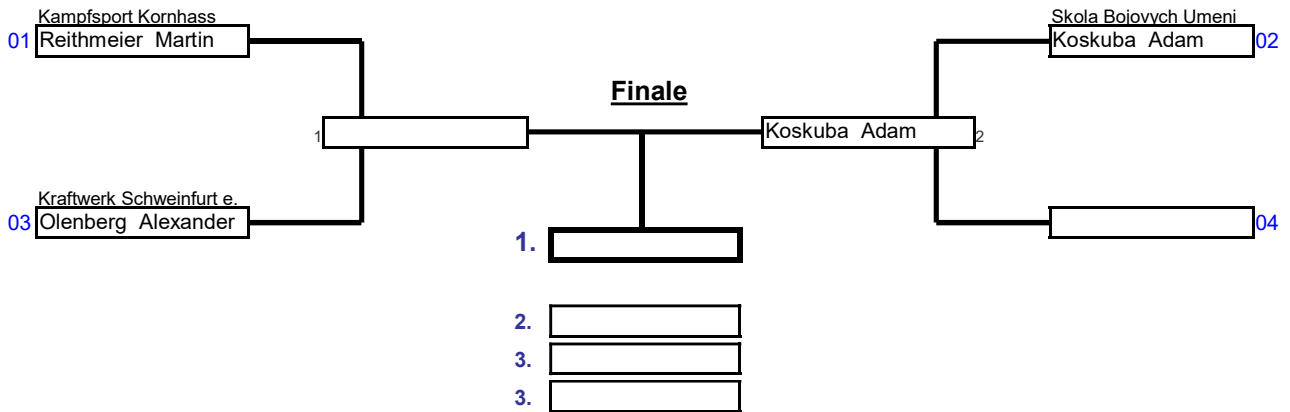 Kampfsport Kornhass
01 Reithmeier Martin
Skola Bojovych Umeni
Koskuba Adam 02
Finale
1
Koskuba Adam 2
Kraftwerk Schweinfurt e.
03 Olenberg Alexander
04
1.
2.
3.
3.